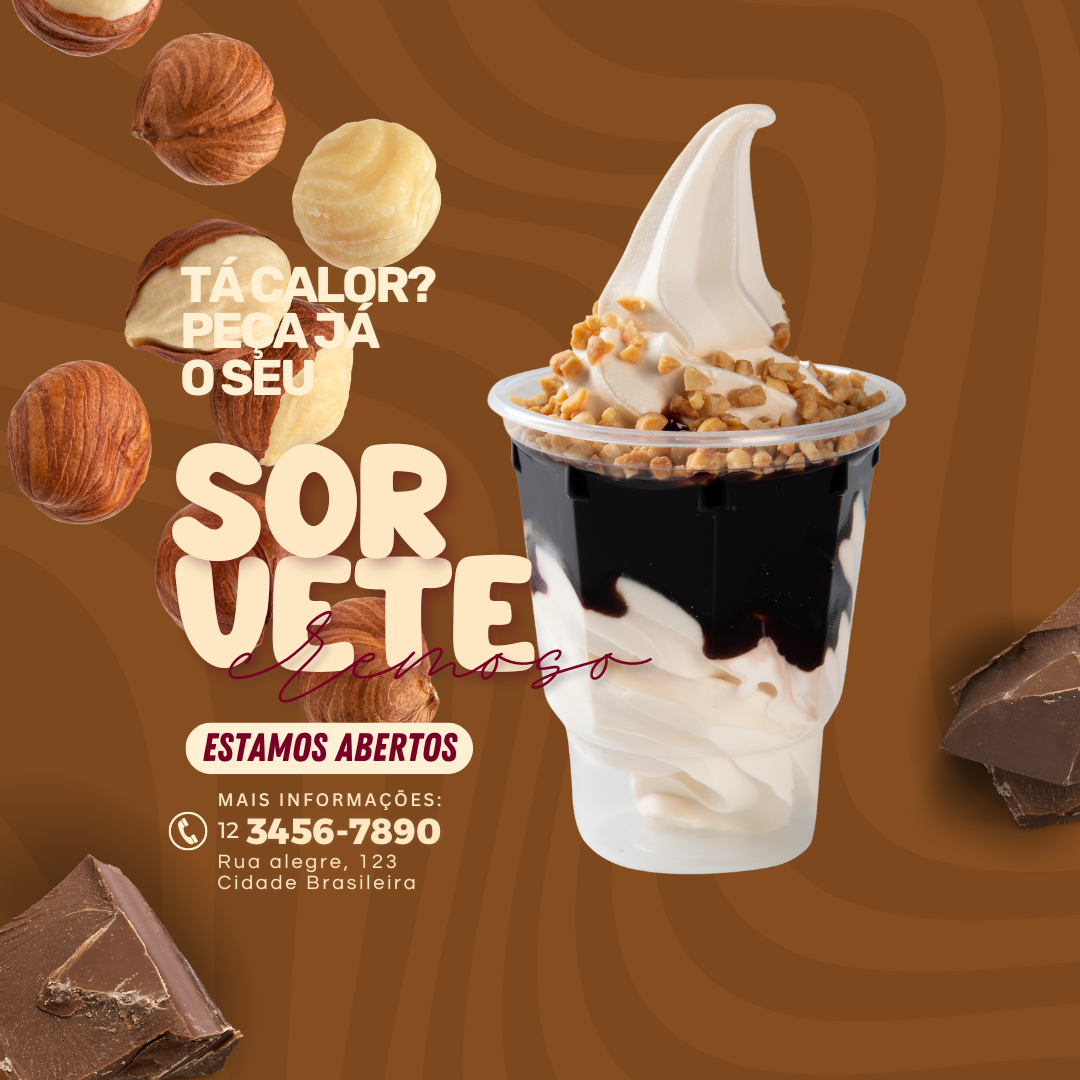 TÁ CALOR?
PEÇA JÁ
O SEU
SOR
VETE
cremoso
ESTAMOS ABERTOS
MAIS INFORMAÇÕES:
12 3456-7890
Rua alegre, 123
Cidade Brasileira